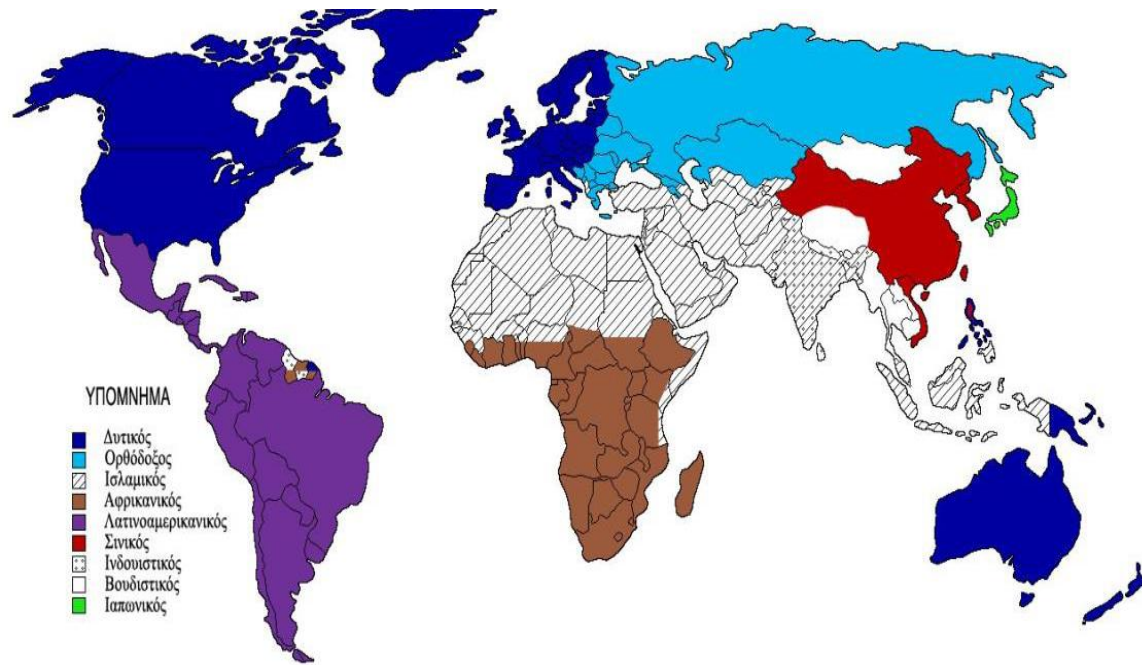 ΥΠΟΜΝΗΜΑ
Δυτικός
Ορθόδοξος
Ισλαμικός
Αφρικανικός
Λατινοαμερικανικός
Σινικός
Ινδουιστικός
Βουδιστικός
Ιαπωνικός